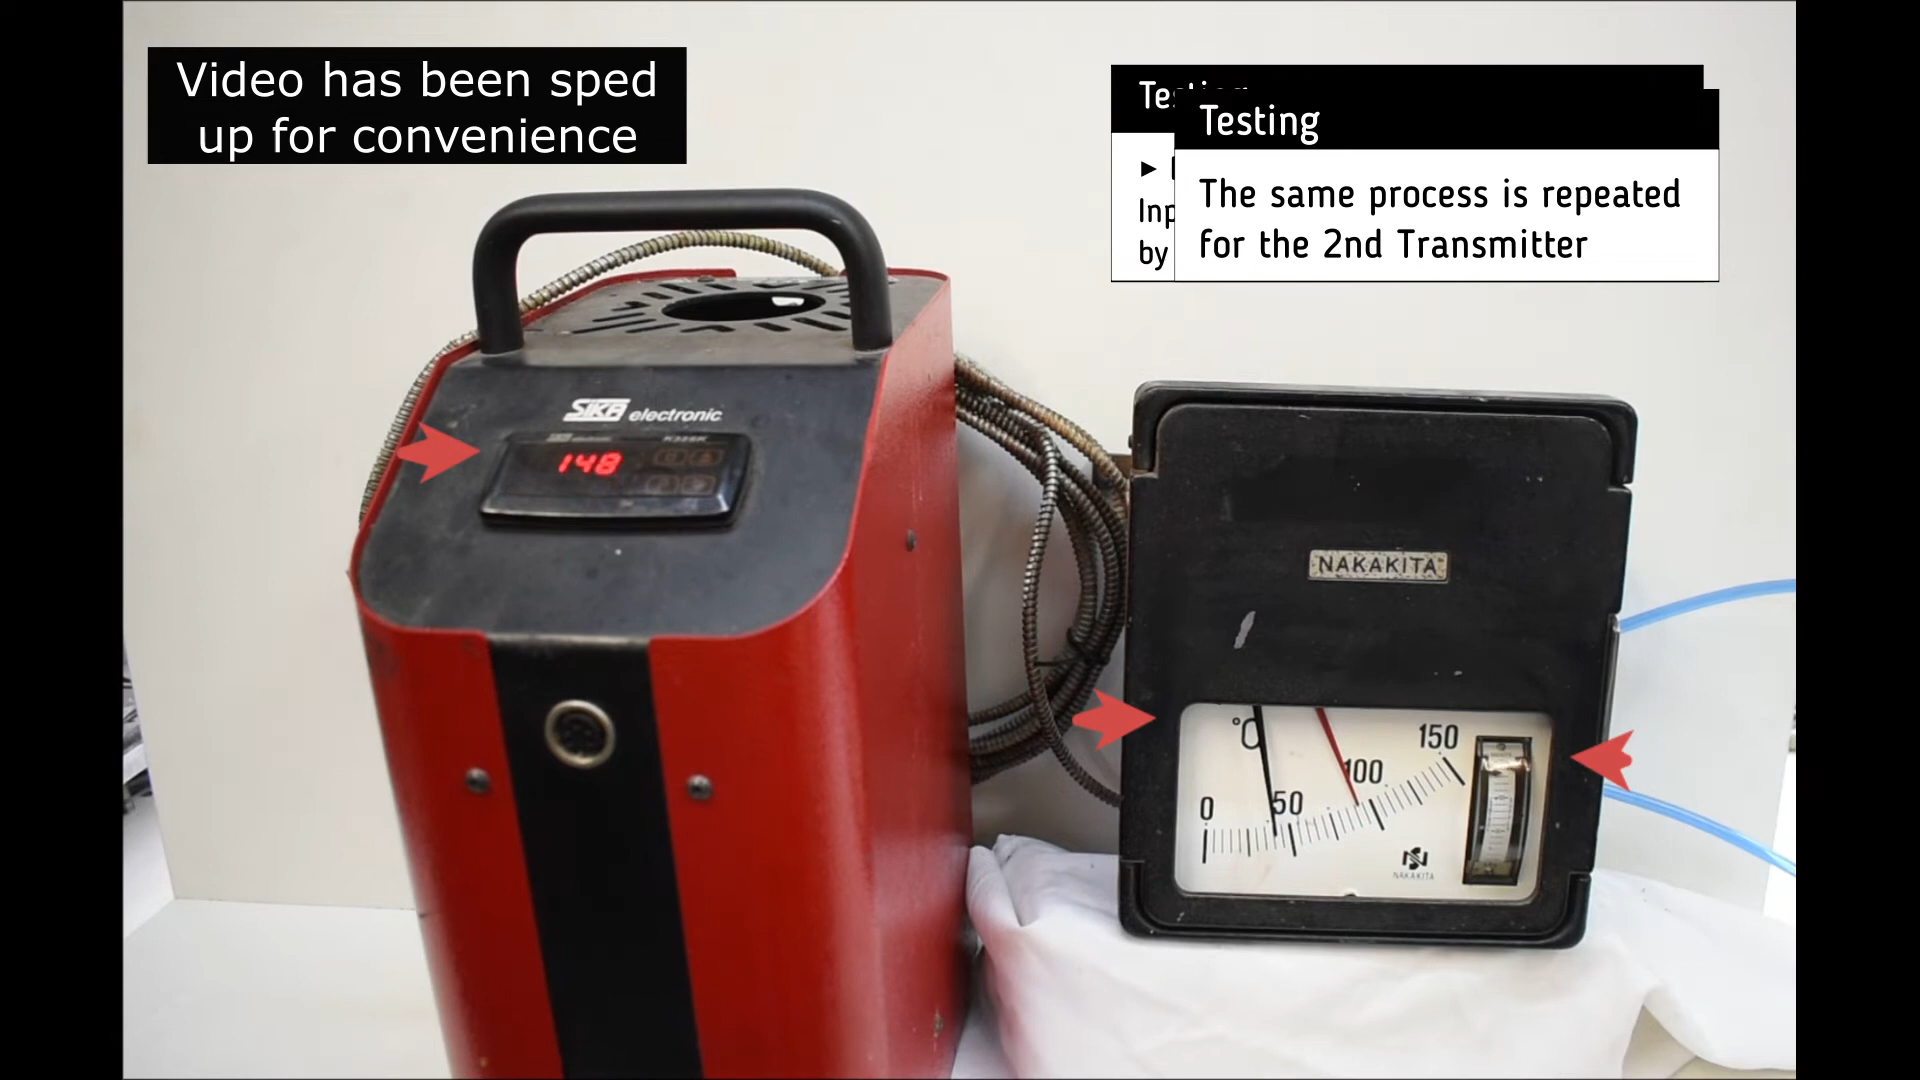 Video has been sped
up for convenience
Testing
The same process is repeated
for the 2nd Transmitter
Inp
by
SIKA electronic
148
NAKAKITA
°C
0
50
100
150
NAKAKITA